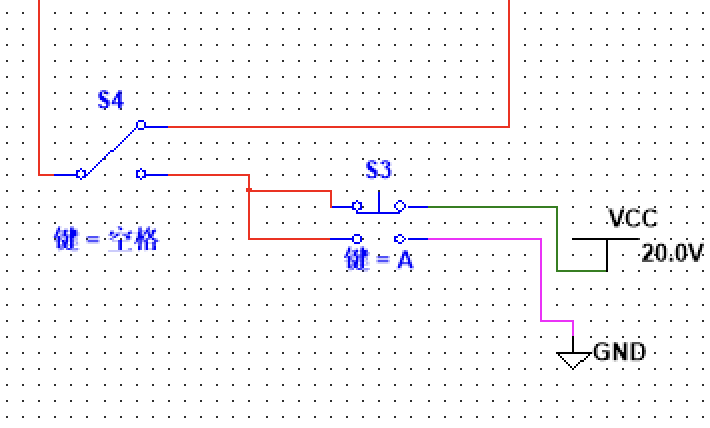 S4
S3
VCC
20.0V
键 = 空格
键 = A
GND